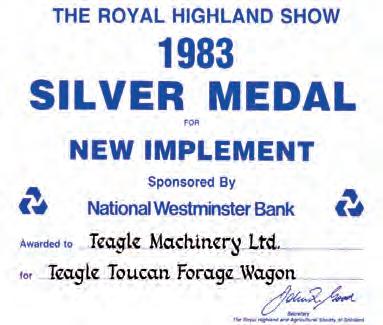 THE ROYAL HIGHLAND SHOW
1983
SILVER MEDAL
FOR
NEW IMPLEMENT
Sponsored By
National Westminster Bank
Awarded to Teagle Machinery Ltd.
for Teagle Toucan Forage Wagon
Secretary
The Royal Highland and Agricultural Society of Scotland